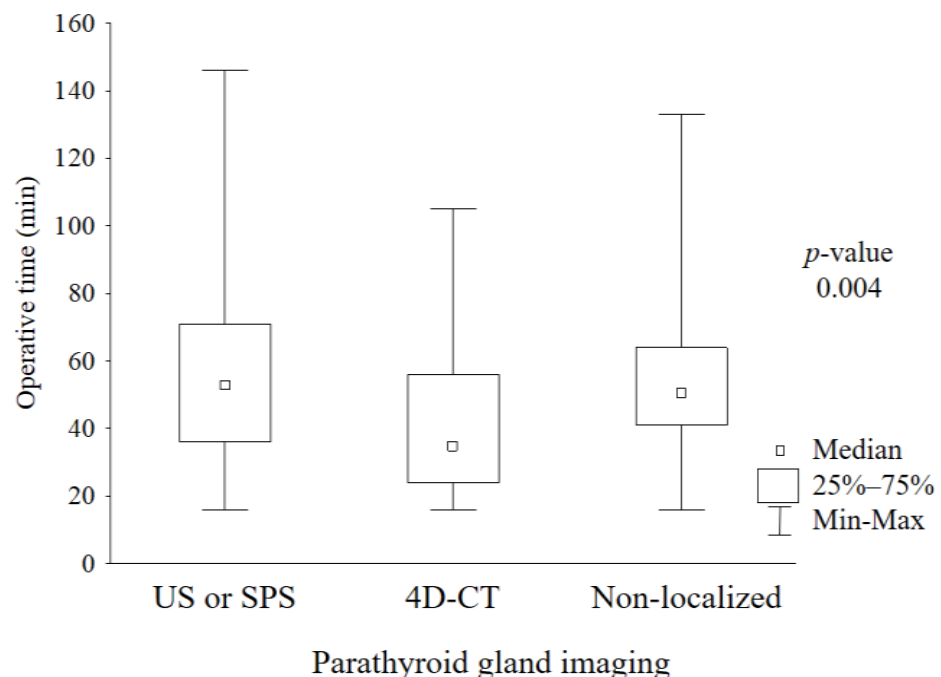 160
140
120
100
80
60
40
20
0
Operative time (min)
p-value
0.004
Median
25%–75%
Min-Max
US or SPS 4D-CT Non-localized
Parathyroid gland imaging